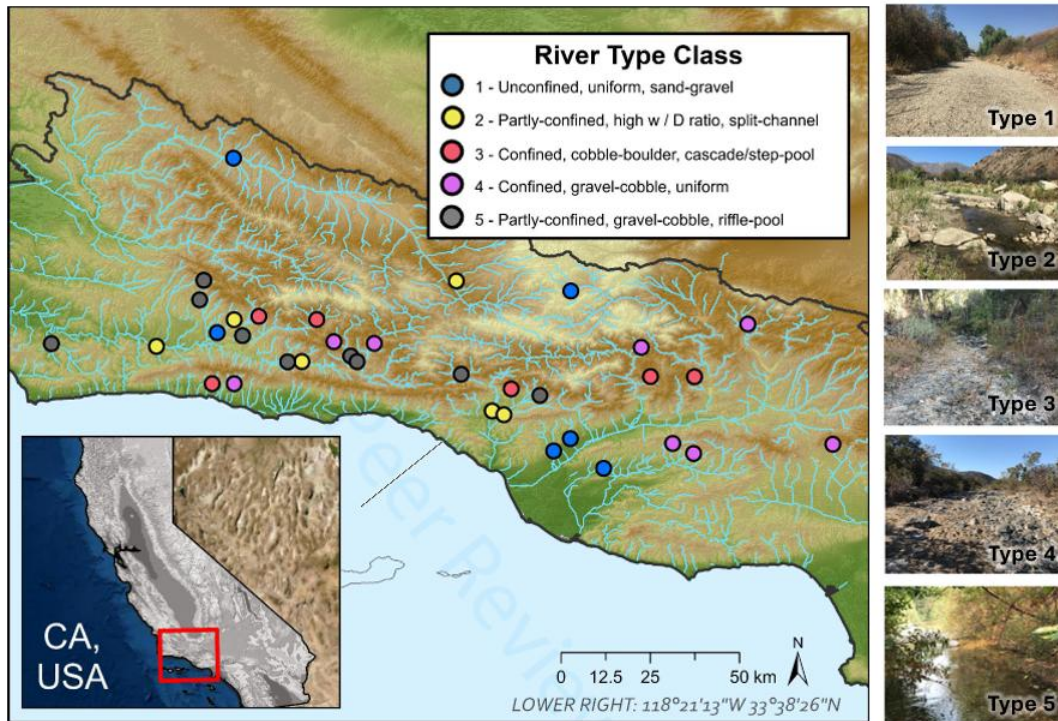 River Type Class
1 - Unconfined, uniform, sand-gravel
2 - Partly-confined, high w / D ratio, split-channel
3 - Confined, cobble-boulder, cascade/step-pool
4 - Confined, gravel-cobble, uniform
5 - Partly-confined, gravel-cobble, riffle-pool
Type 1
Type 2
Type 3
Type 4
Type 5
Peer Review
CA,
USA
N
0 12.5 25 50 km
LOWER RIGHT: 118°21'13"W 33°38'26"N